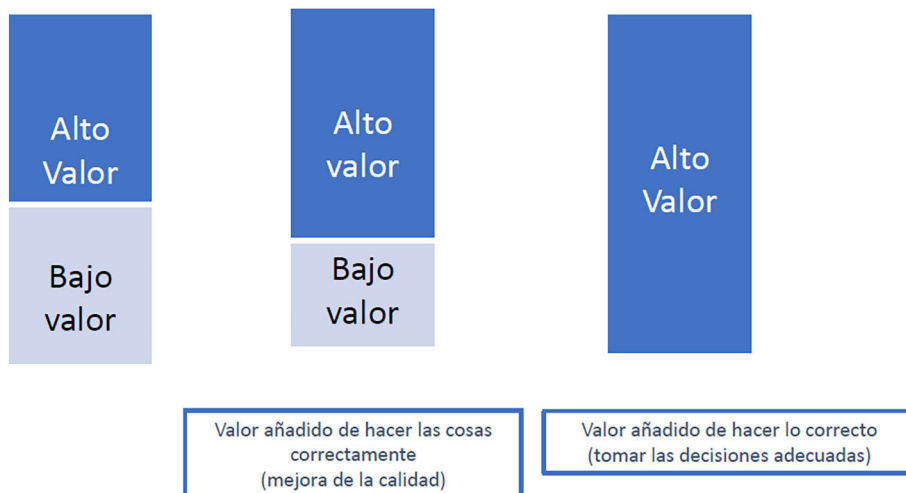 Alto
Valor
Bajo
valor
Alto
valor
Bajo
valor
Alto
Valor
Valor añadido de hacer las cosas
correctamente
(mejora de la calidad)
Valor añadido de hacer lo correcto
(tomar las decisiones adecuadas)